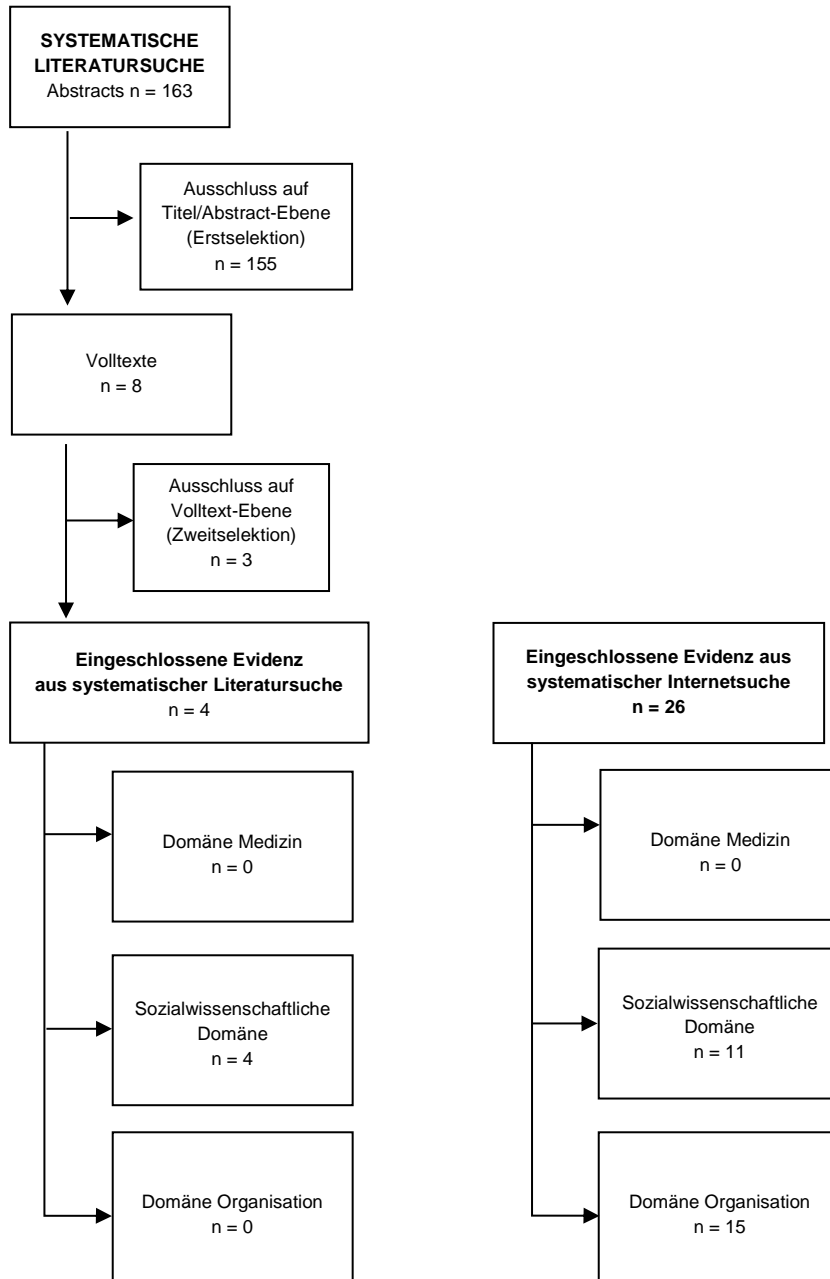 SYSTEMATISCHE
LITERATURSUCHE
Abstracts n = 163
Ausschluss auf
Titel/Abstract-Ebene
(Erstselektion)
n = 155
Volltexte
n = 8
Ausschluss auf
Volltext-Ebene
(Zweitselektion)
n = 3
Eingeschlossene Evidenz
aus systematischer Literatursuche
n = 4
Domäne Medizin
n = 0
Sozialwissenschaftliche
Domäne
n = 4
Domäne Organisation
n = 0
Eingeschlossene Evidenz aus
systematischer Internetsuche
n = 26
Domäne Medizin
n = 0
Sozialwissenschaftliche
Domäne
n = 11
Domäne Organisation
n = 15